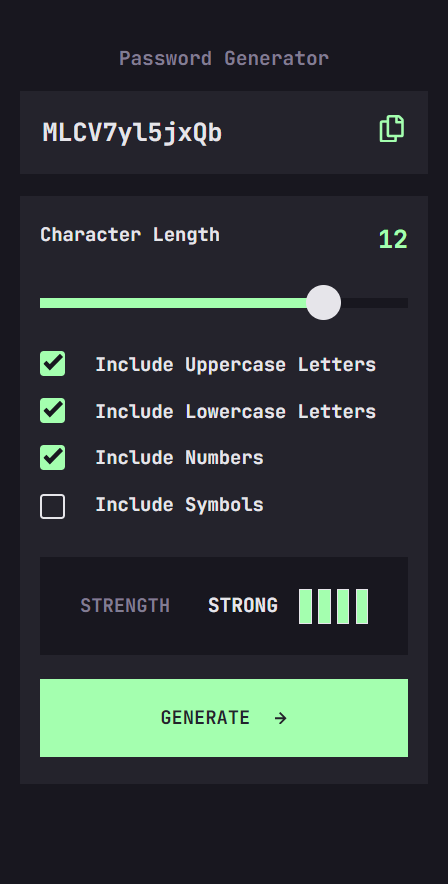 Password Generator
MLCV7yl5jxQb
Character Length 12
Include Uppercase Letters
Include Lowercase Letters
Include Numbers
Include Symbols
STRENGTH STRONG
GENERATE →